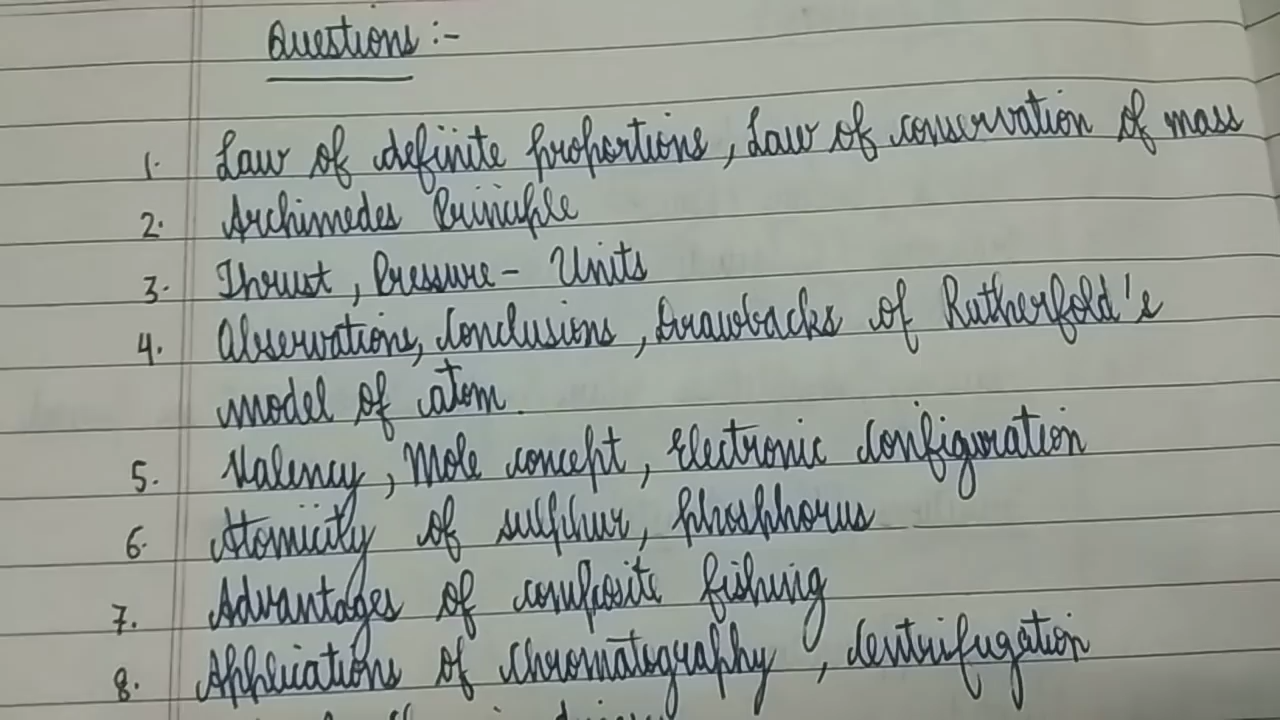 Questions :-
1. Law of definite proportions, Law of conservation of mass
2. Archimedes Principle
3. Thrust, Pressure - Units
4. Observations, Conclusions, Drawbacks of Rutherfold's
model of atom.
5. Valency, Mole concept, Electronic configuration
6. Atomicity of sulphur, phosphorus
7. Advantages of composite fishing
8. Applications of chromatography, Centrifugation